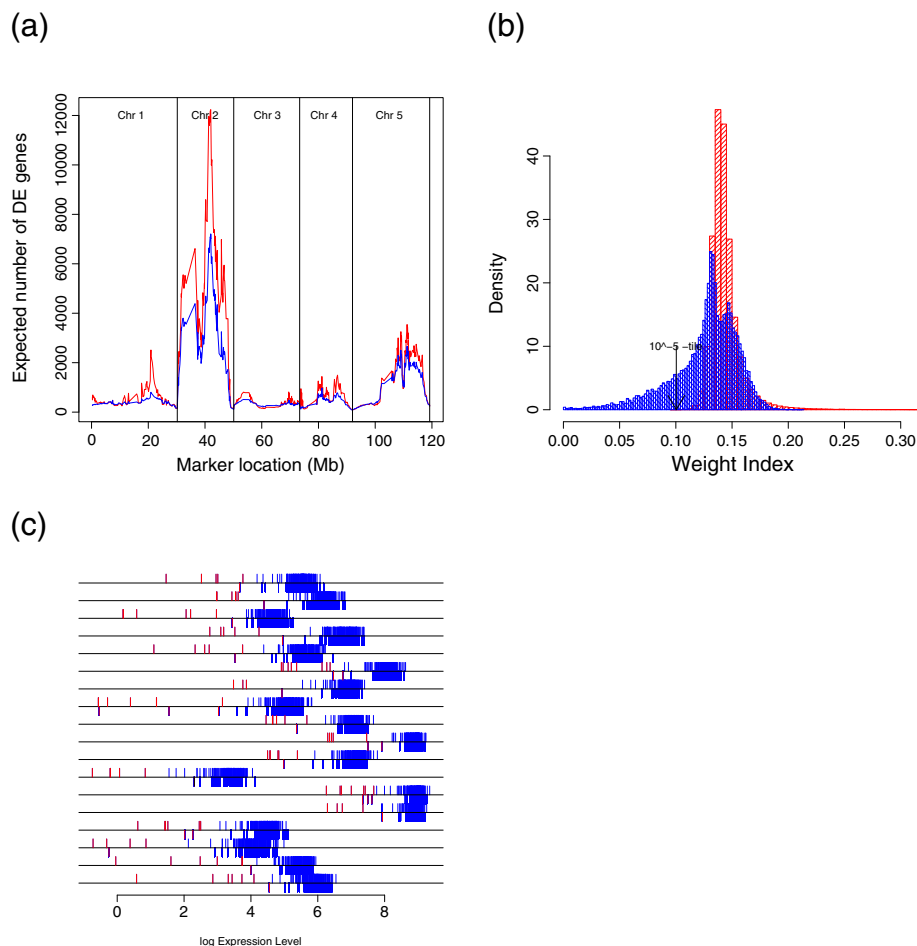 (a)
Expected number of DE genes
12000
10000
8000
6000
4000
2000
0
Chr 1
Chr 2
Chr 3
Chr 4
Chr 5
0 20 40 60 80 100 120
Marker location (Mb)
(b)
Density
40
30
20
10
0
10^-5 -tile
0.00 0.05 0.10 0.15 0.20 0.25 0.30
Weight Index
(c)
0 2 4 6 8
log Expression Level